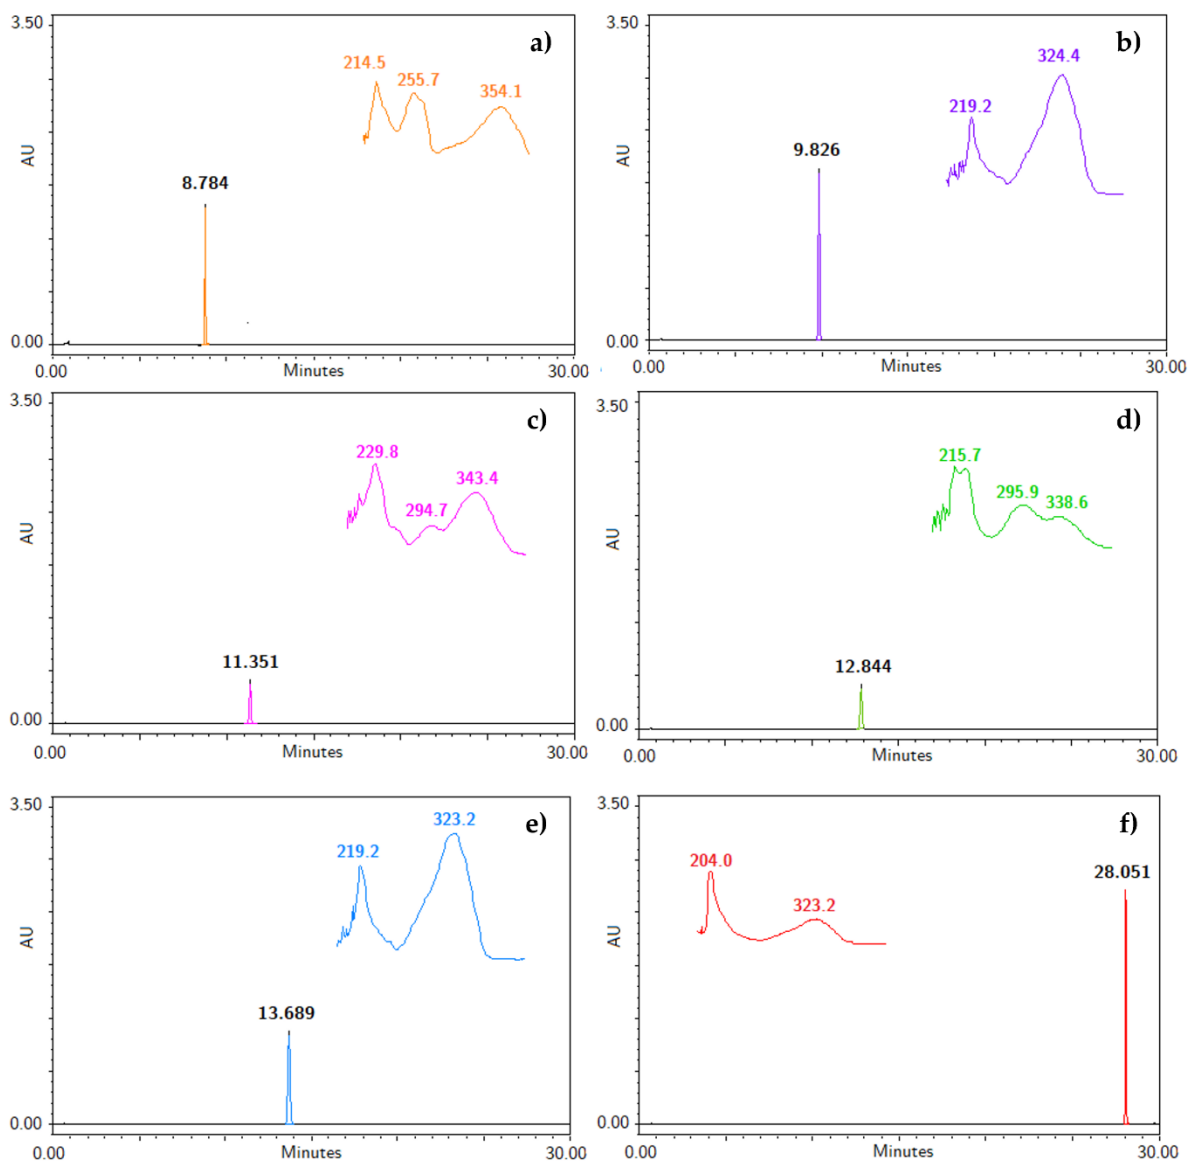 3.50
a)
214.5
255.7
354.1
AU
8.784
0.00
0.00
Minutes
30.00
3.50
b)
324.4
219.2
AU
9.826
0.00
0.00
Minutes
30.00
3.50
c)
229.8
343.4
294.7
AU
11.351
0.00
0.00
Minutes
30.00
3.50
d)
215.7
295.9
338.6
AU
12.844
0.00
0.00
Minutes
30.00
3.50
e)
323.2
219.2
AU
13.689
0.00
0.00
Minutes
30.00
3.50
f)
204.0
28.051
323.2
AU
0.00
0.00
Minutes
30.00